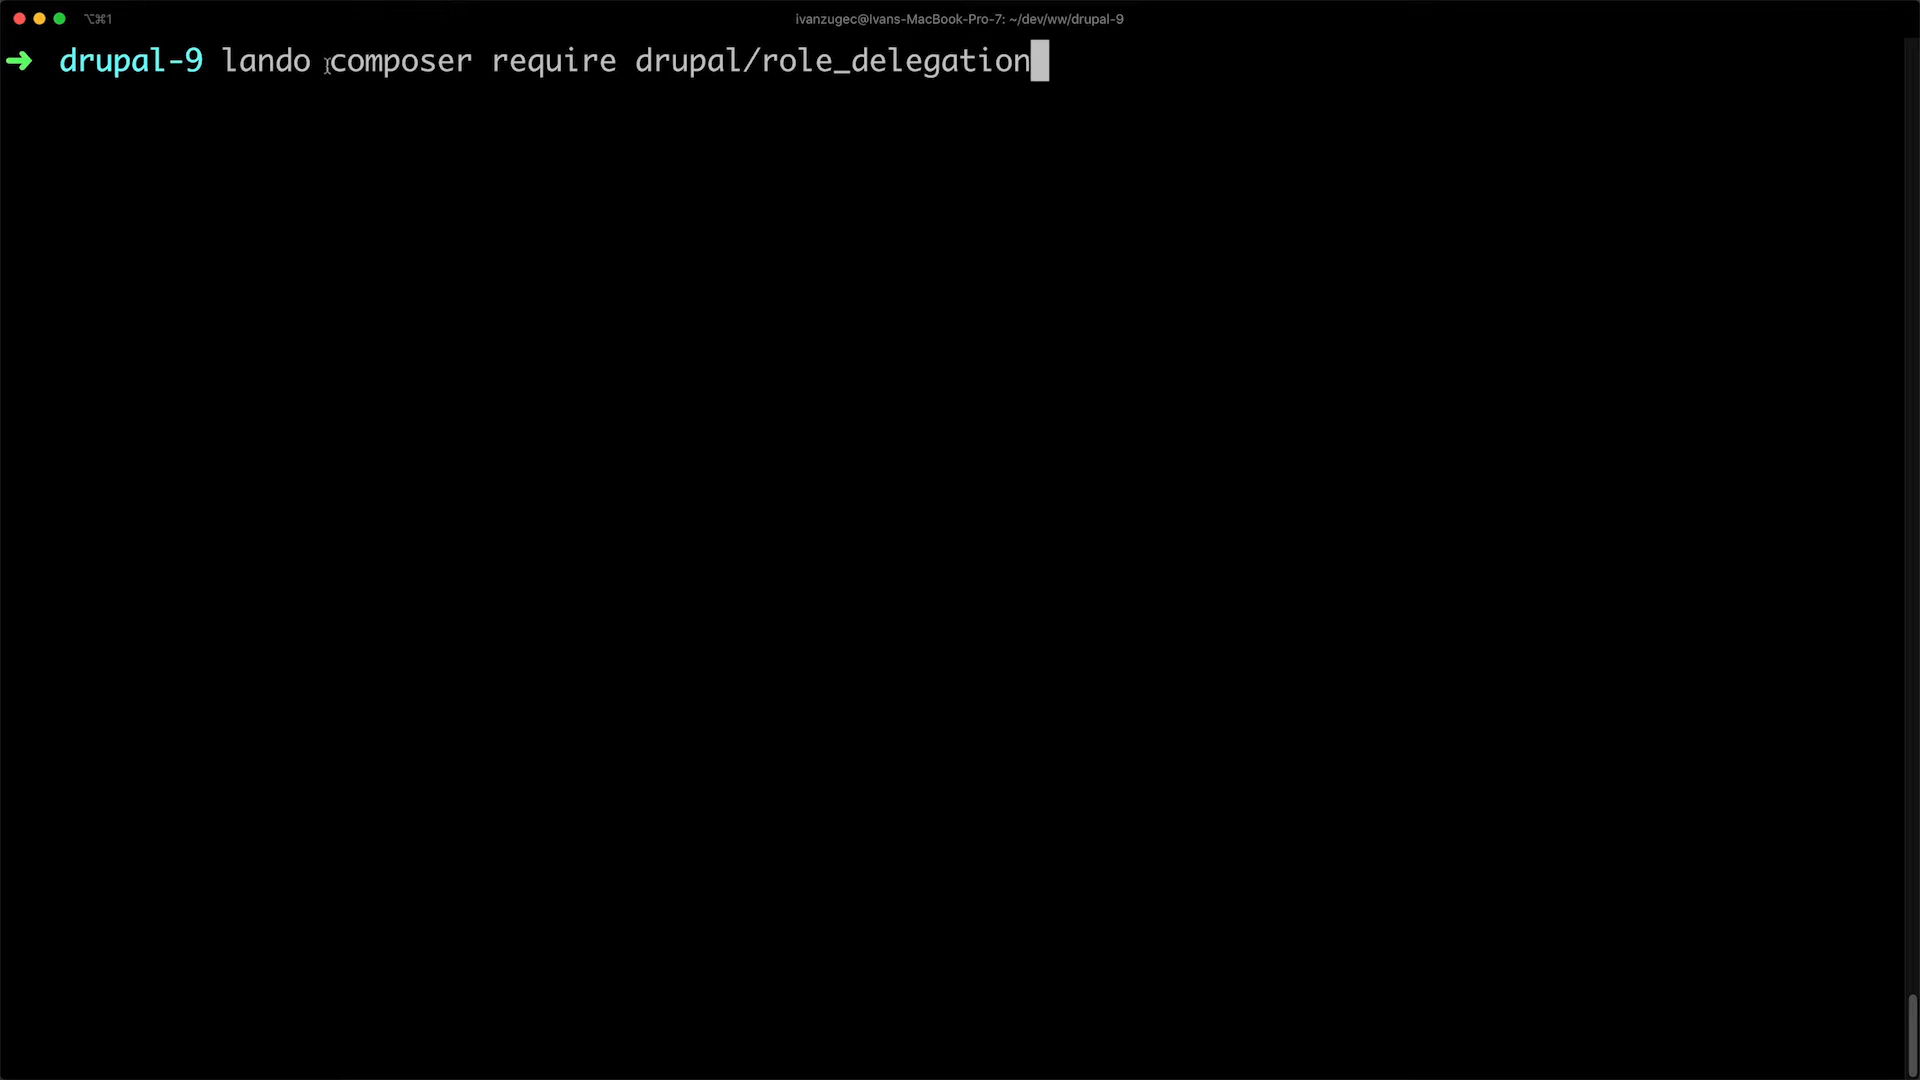 ⌥⌘1
ivanzugec@Ivans-MacBook-Pro-7: ~/dev/ww/drupal-9
➜ drupal-9 lando composer require drupal/role_delegation